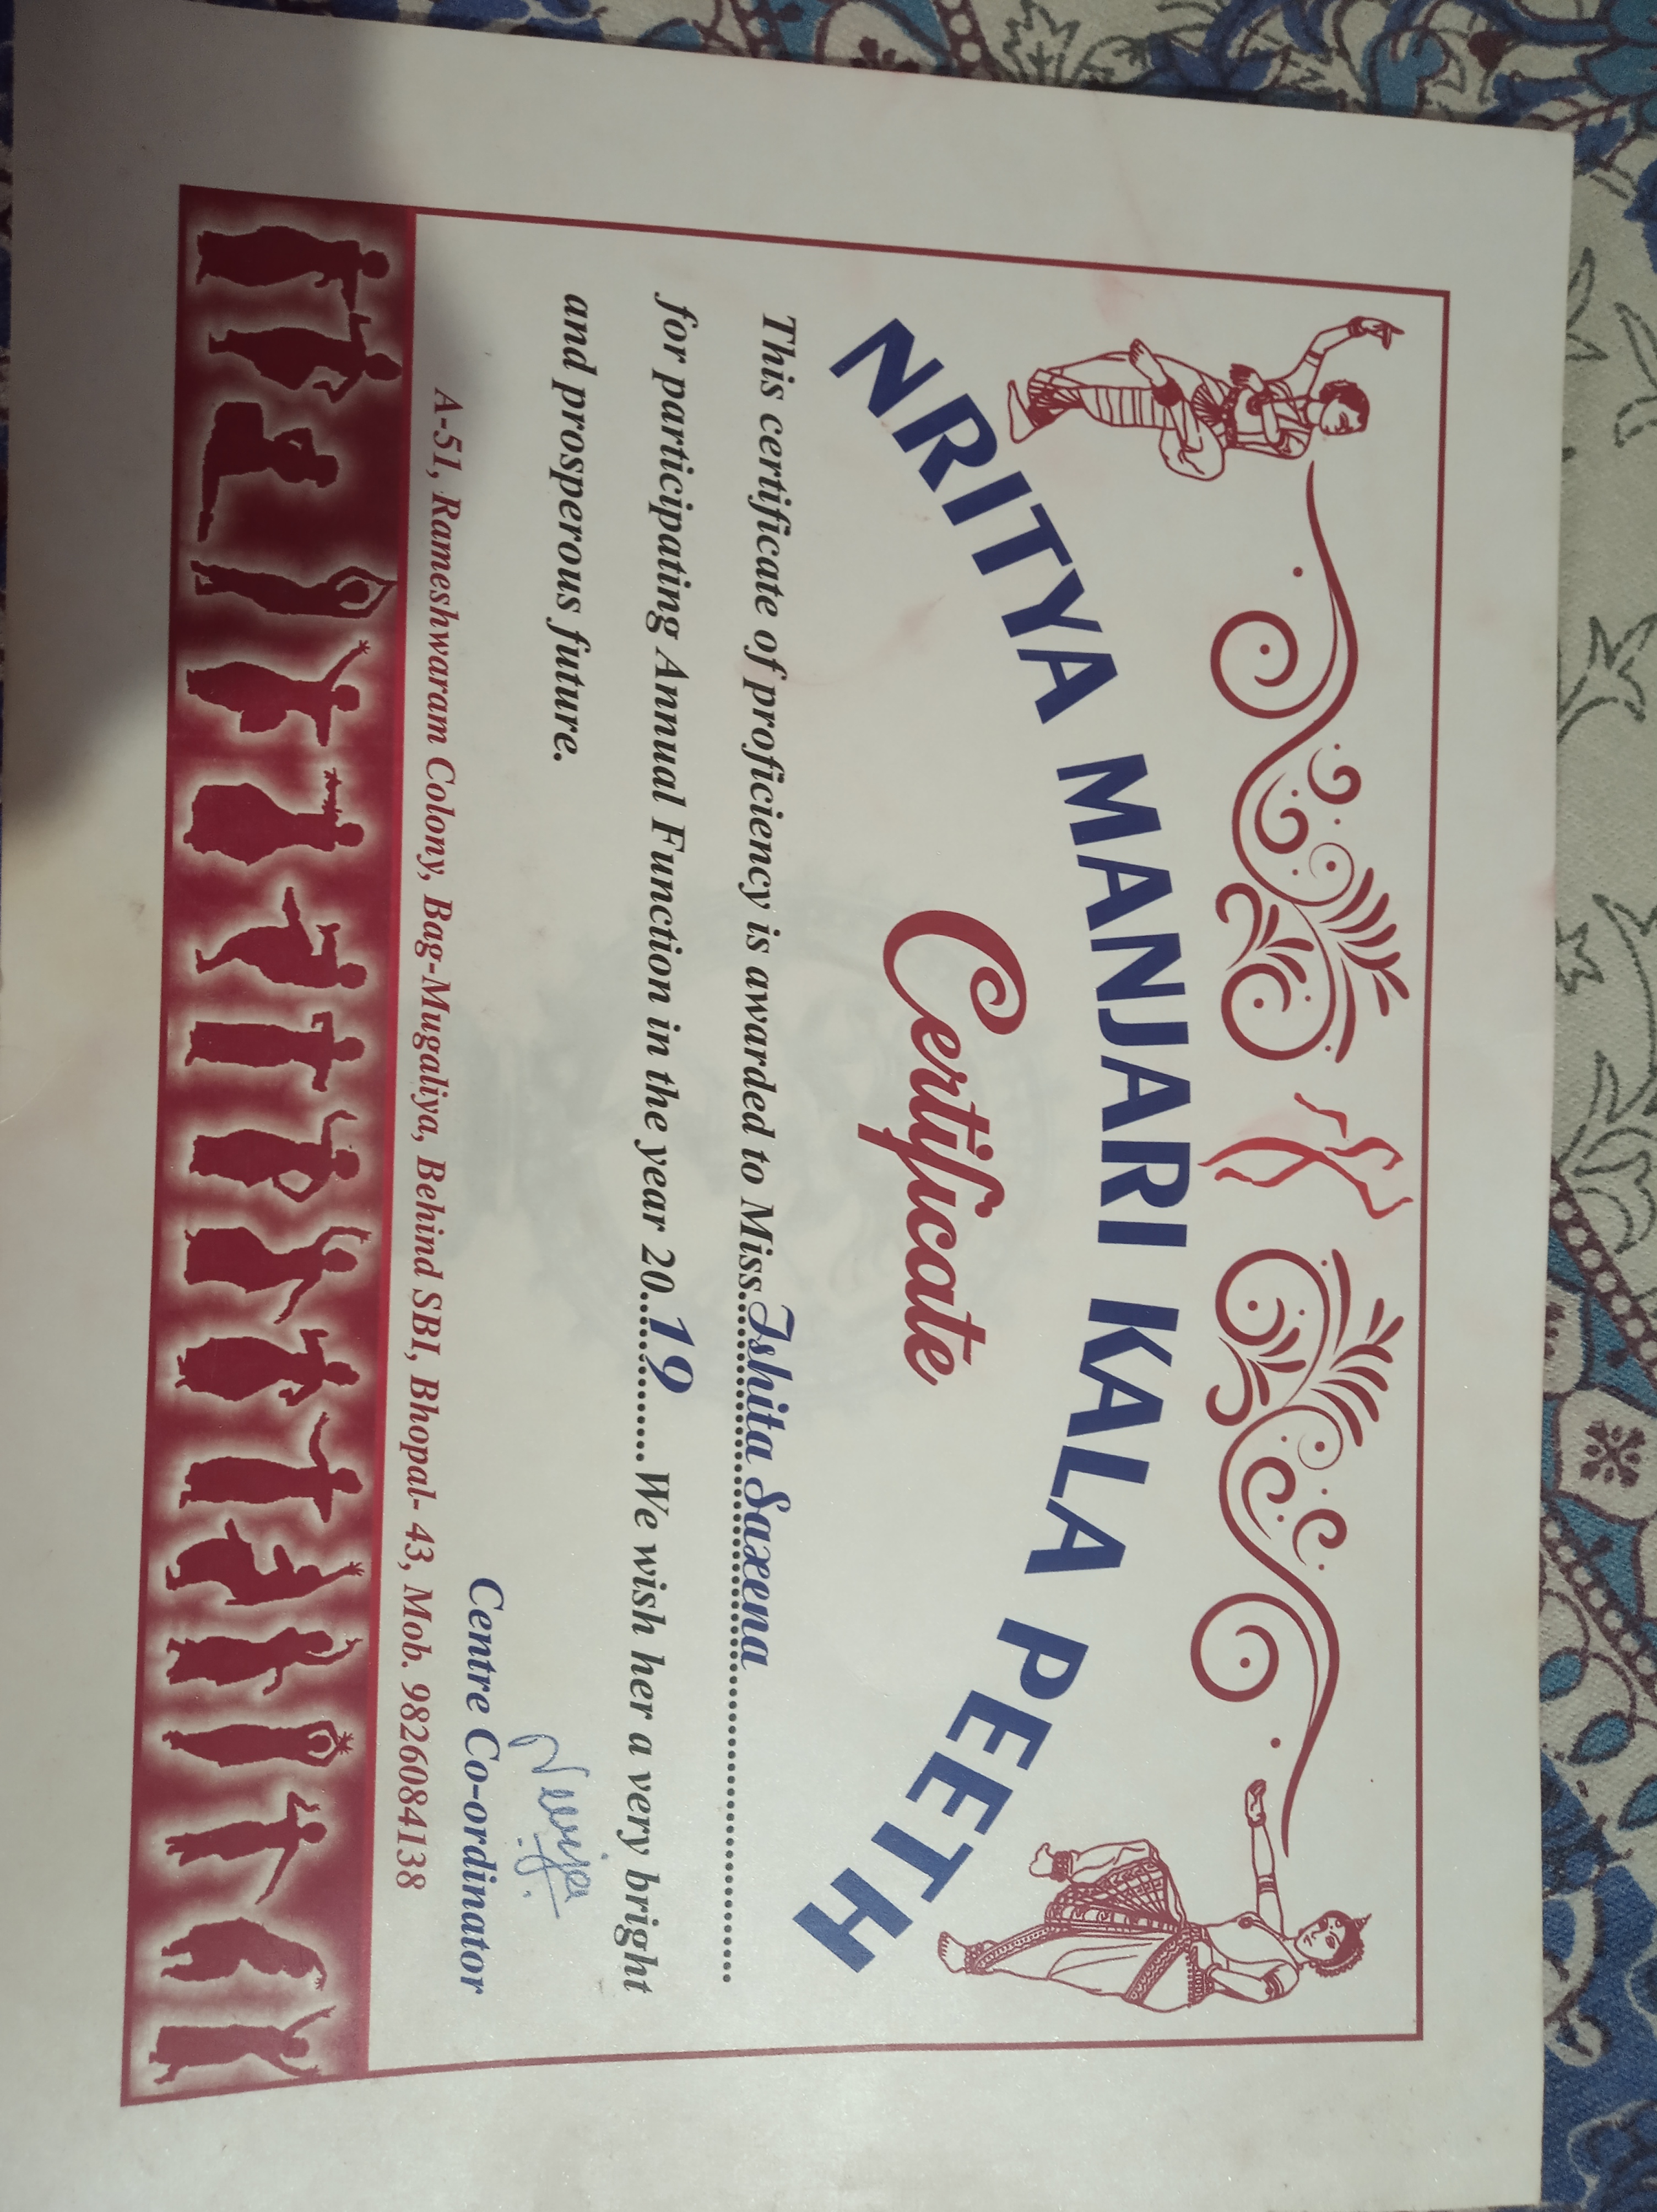 NRITYA MANJARI KALA PEETH
Certificate
This certificate of proficiency is awarded to Miss..Ishita Saxena..................
for participating Annual Function in the year 20..19.......We wish her a very bright
and prosperous future.
Centre Co-ordinator
A-51, Rameshwaram Colony, Bag-Mugaliya, Behind SBI, Bhopal- 43, Mob. 9826084138